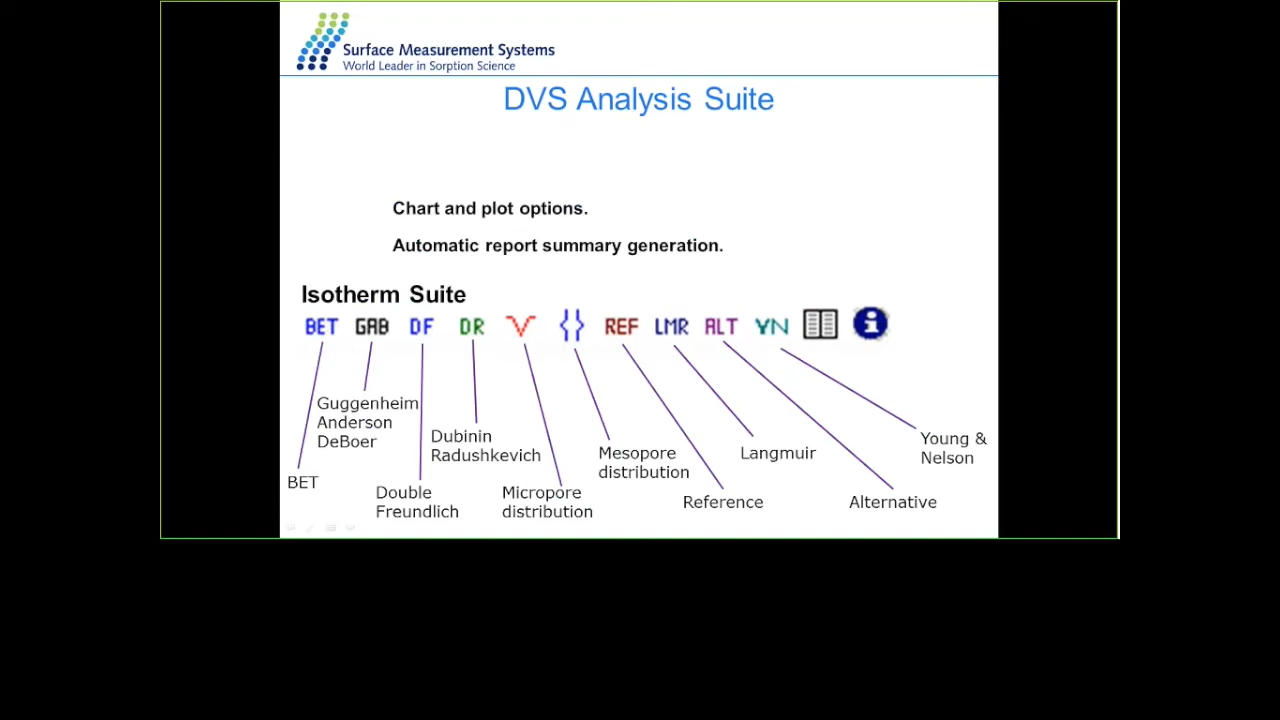 Surface Measurement Systems
World Leader in Sorption Science
DVS Analysis Suite
Chart and plot options.
Automatic report summary generation.
Isotherm Suite
BET GAB DF DR REF LMR ALT YN
Guggenheim
Anderson
DeBoer
Dubinin
Radushkevich
Mesopore
distribution
Langmuir
Young &
Nelson
BET
Double
Freundlich
Micropore
distribution
Reference
Alternative